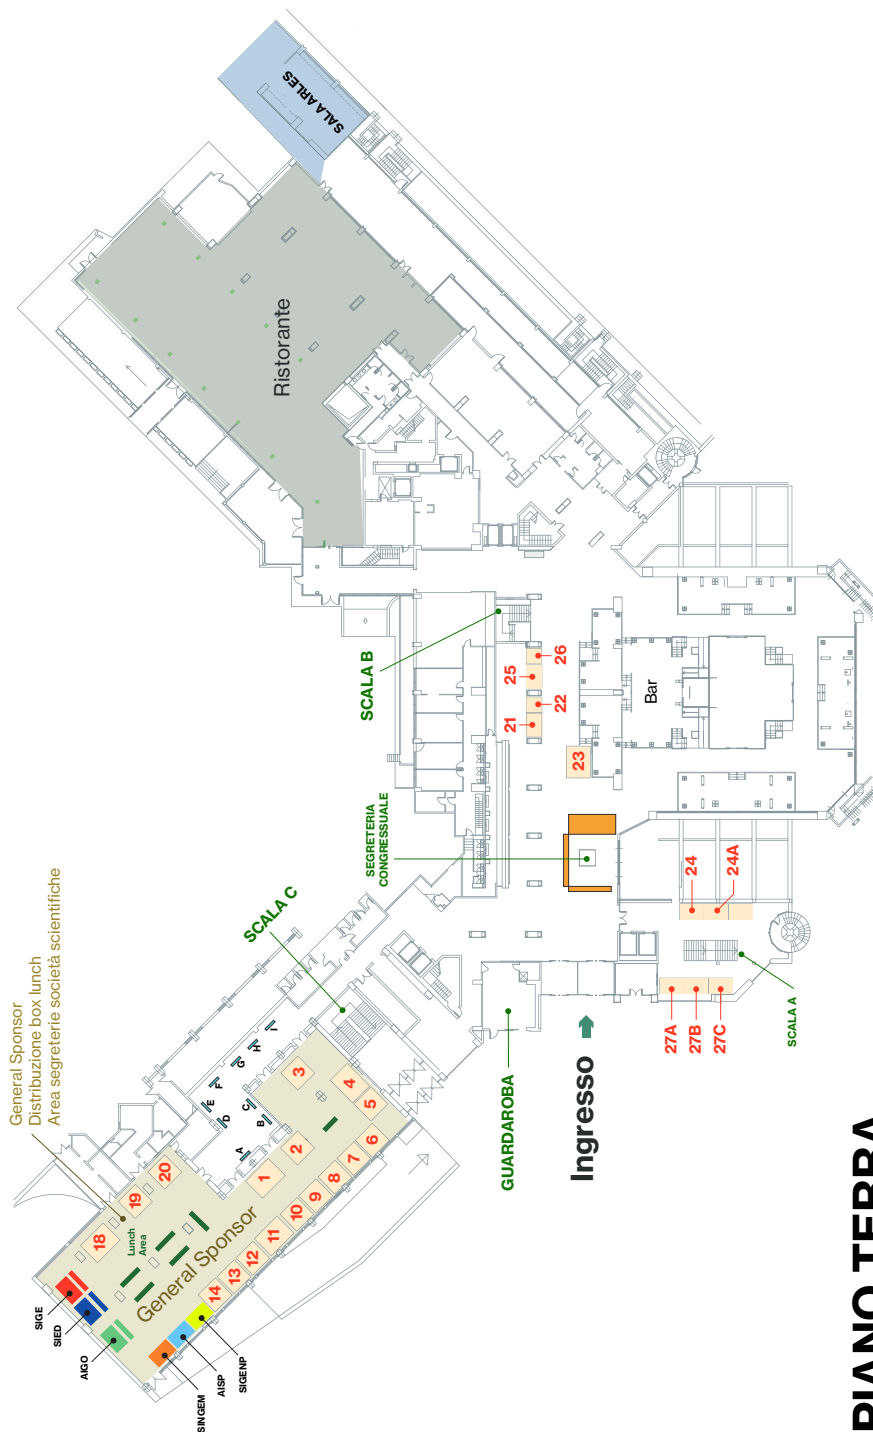 PIANO TERRA
SALA ARLES
Ristorante
SCALA B
25
26
21
22
23
Bar
SEGRETERIA
CONGRESSUALE
24
24A
SCALA C
General Sponsor
Distribuzione box lunch
Area segreterie società scientifiche
27A
27B
27C
SCALA A
Ingresso
GUARDAROBA
I
H
G
F
E
D
C
B
A
3
4
5
6
2
1
7
8
9
10
11
12
13
14
20
19
18
Lunch
Area
General Sponsor
SIGE
SIED
AIGO
SINGEM
AISP
SIGENP